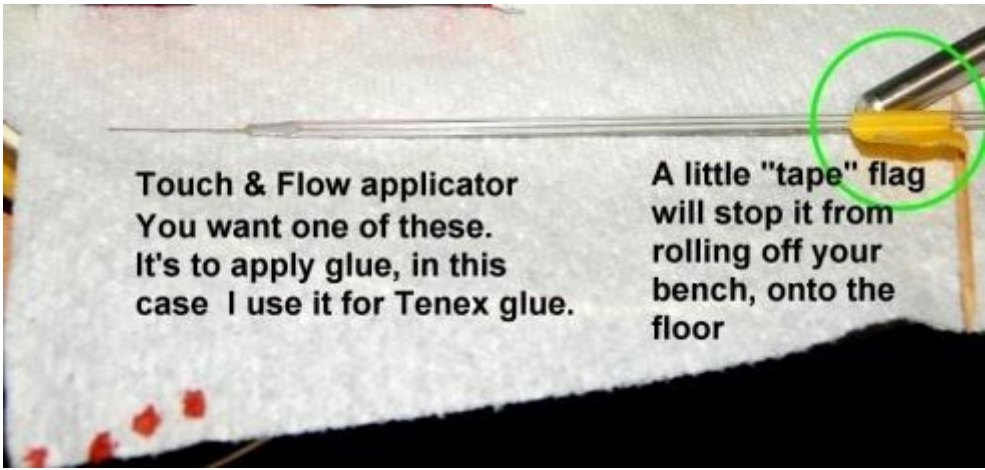 Touch & Flow applicator
You want one of these.
It's to apply glue, in this
case I use it for Tenex glue.
A little "tape" flag
will stop it from
rolling off your
bench, onto the
floor